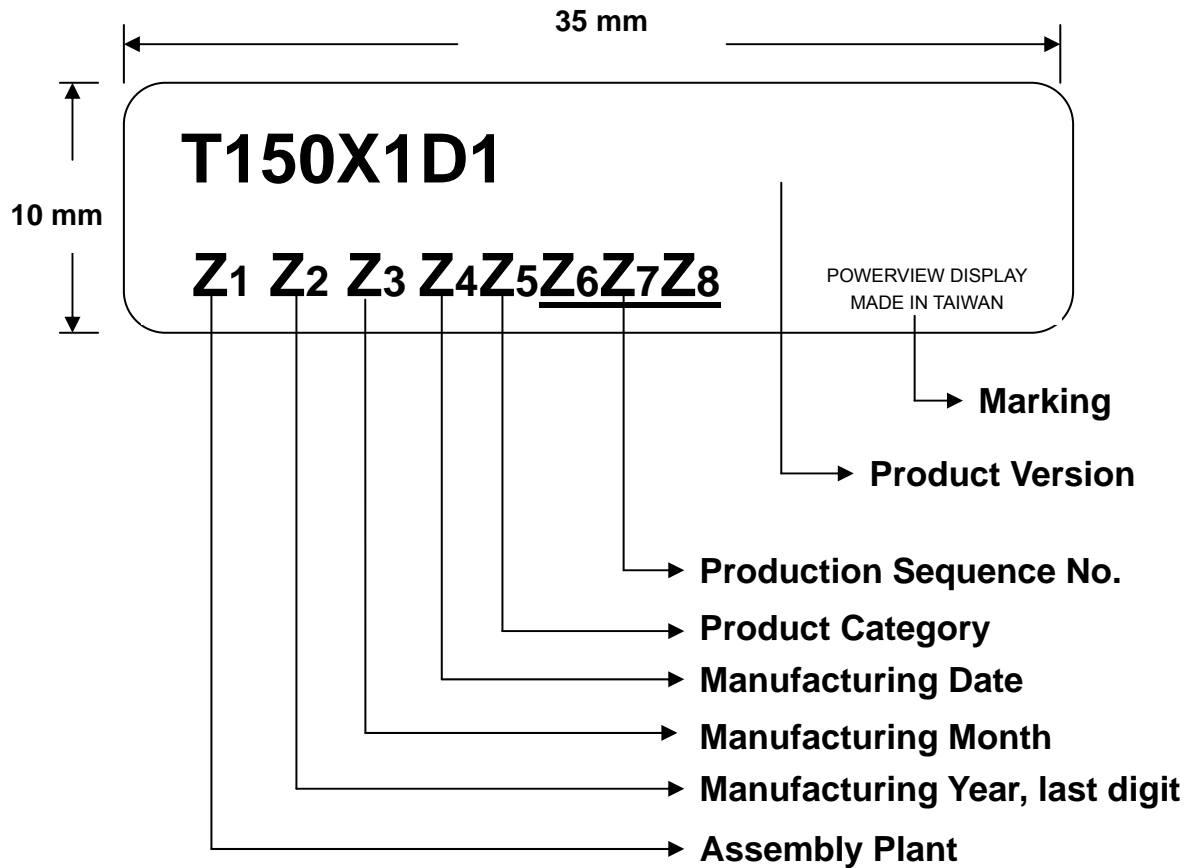 35 mm
T150X1D1
10 mm
Z1 Z2 Z3 Z4Z5Z6Z7Z8
POWERVIEW DISPLAY
MADE IN TAIWAN
Marking
Product Version
Production Sequence No.
Product Category
Manufacturing Date
Manufacturing Month
Manufacturing Year, last digit
Assembly Plant